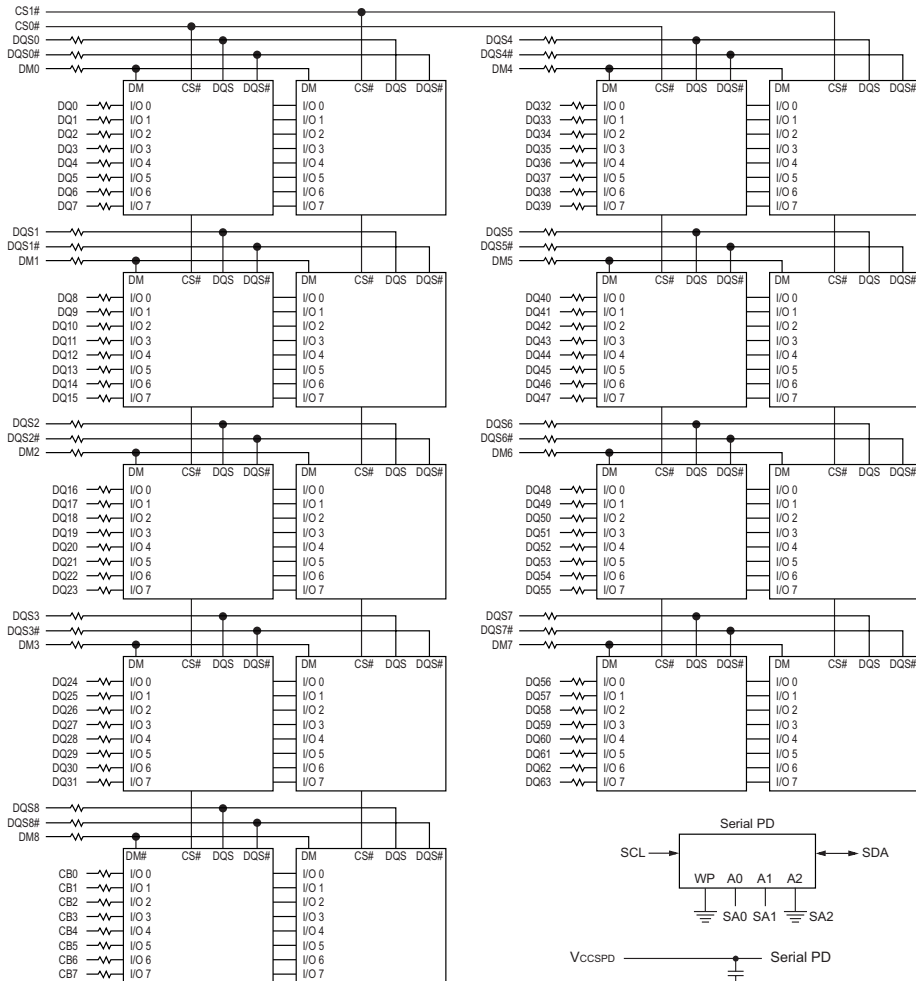 CS1#
CS0#
DQS0
DQS0#
DM0
DM CS# DQS DQS#
DM CS# DQS DQS#
DQ0 I/O 0 I/O 0
DQ1 I/O 1 I/O 1
DQ2 I/O 2 I/O 2
DQ3 I/O 3 I/O 3
DQ4 I/O 4 I/O 4
DQ5 I/O 5 I/O 5
DQ6 I/O 6 I/O 6
DQ7 I/O 7 I/O 7
DQS1
DQS1#
DM1
DM CS# DQS DQS#
DM CS# DQS DQS#
DQ8 I/O 0 I/O 0
DQ9 I/O 1 I/O 1
DQ10 I/O 2 I/O 2
DQ11 I/O 3 I/O 3
DQ12 I/O 4 I/O 4
DQ13 I/O 5 I/O 5
DQ14 I/O 6 I/O 6
DQ15 I/O 7 I/O 7
DQS2
DQS2#
DM2
DM CS# DQS DQS#
DM CS# DQS DQS#
DQ16 I/O 0 I/O 0
DQ17 I/O 1 I/O 1
DQ18 I/O 2 I/O 2
DQ19 I/O 3 I/O 3
DQ20 I/O 4 I/O 4
DQ21 I/O 5 I/O 5
DQ22 I/O 6 I/O 6
DQ23 I/O 7 I/O 7
DQS3
DQS3#
DM3
DM CS# DQS DQS#
DM CS# DQS DQS#
DQ24 I/O 0 I/O 0
DQ25 I/O 1 I/O 1
DQ26 I/O 2 I/O 2
DQ27 I/O 3 I/O 3
DQ28 I/O 4 I/O 4
DQ29 I/O 5 I/O 5
DQ30 I/O 6 I/O 6
DQ31 I/O 7 I/O 7
DQS8
DQS8#
DM8
DM# CS# DQS DQS#
DM CS# DQS DQS#
CB0 I/O 0 I/O 0
CB1 I/O 1 I/O 1
CB2 I/O 2 I/O 2
CB3 I/O 3 I/O 3
CB4 I/O 4 I/O 4
CB5 I/O 5 I/O 5
CB6 I/O 6 I/O 6
CB7 I/O 7 I/O 7
DQS4
DQS4#
DM4
DM CS# DQS DQS#
DM CS# DQS DQS#
DQ32 I/O 0 I/O 0
DQ33 I/O 1 I/O 1
DQ34 I/O 2 I/O 2
DQ35 I/O 3 I/O 3
DQ36 I/O 4 I/O 4
DQ37 I/O 5 I/O 5
DQ38 I/O 6 I/O 6
DQ39 I/O 7 I/O 7
DQS5
DQS5#
DM5
DM CS# DQS DQS#
DM CS# DQS DQS#
DQ40 I/O 0 I/O 0
DQ41 I/O 1 I/O 1
DQ42 I/O 2 I/O 2
DQ43 I/O 3 I/O 3
DQ44 I/O 4 I/O 4
DQ45 I/O 5 I/O 5
DQ46 I/O 6 I/O 6
DQ47 I/O 7 I/O 7
DQS6
DQS6#
DM6
DM CS# DQS DQS#
DM CS# DQS DQS#
DQ48 I/O 0 I/O 0
DQ49 I/O 1 I/O 1
DQ50 I/O 2 I/O 2
DQ51 I/O 3 I/O 3
DQ52 I/O 4 I/O 4
DQ53 I/O 5 I/O 5
DQ54 I/O 6 I/O 6
DQ55 I/O 7 I/O 7
DQS7
DQS7#
DM7
DM CS# DQS DQS#
DM CS# DQS DQS#
DQ56 I/O 0 I/O 0
DQ57 I/O 1 I/O 1
DQ58 I/O 2 I/O 2
DQ59 I/O 3 I/O 3
DQ60 I/O 4 I/O 4
DQ61 I/O 5 I/O 5
DQ62 I/O 6 I/O 6
DQ63 I/O 7 I/O 7
Serial PD
SCL SDA
WP A0 A1 A2
SA0 SA1 SA2
VCCSPD Serial PD